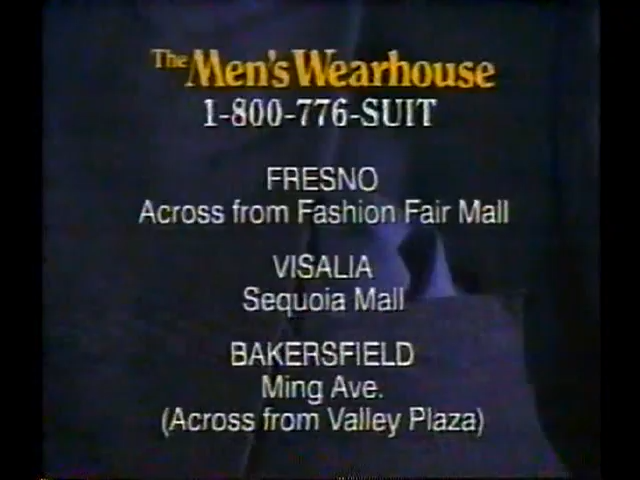 The Men's Wearhouse
1-800-776-SUIT
FRESNO
Across from Fashion Fair Mall
VISALIA
Sequoia Mall
BAKERSFIELD
Ming Ave.
(Across from Valley Plaza)